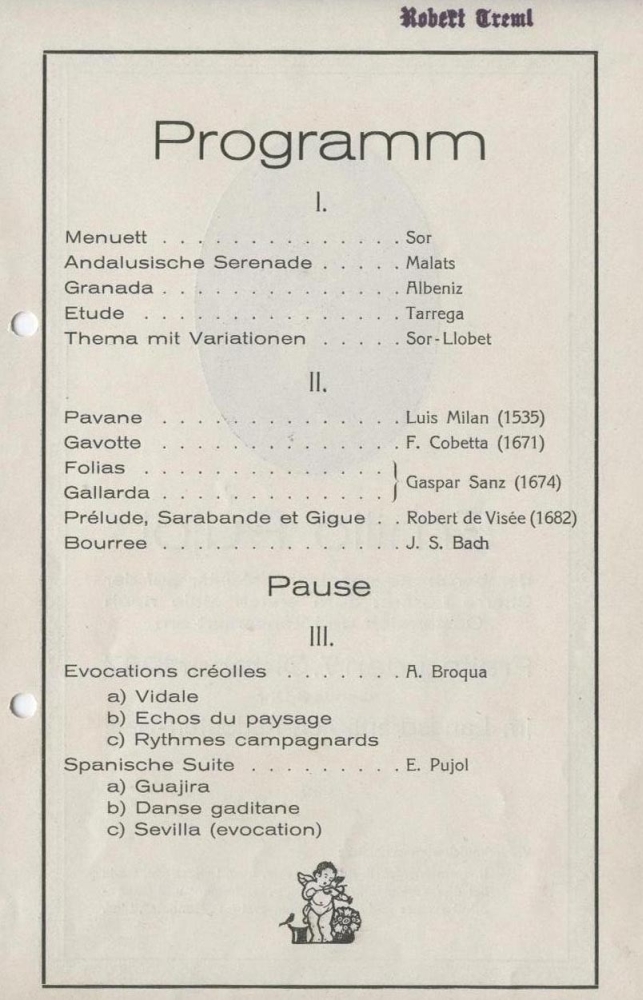 Robert Treml
Programm
I.
Menuett . . . . . . . . . . . . . . Sor
Andalusische Serenade . . . . . Malats
Granada . . . . . . . . . . . . . . Albeniz
Etude . . . . . . . . . . . . . . . Tarrega
Thema mit Variationen . . . . . Sor-Llobet
II.
Pavane . . . . . . . . . . . . . . Luis Milan (1535)
Gavotte . . . . . . . . . . . . . . F. Cobetta (1671)
Folias . . . . . . . . . . . . . .
Gallarda . . . . . . . . . . . . . } Gaspar Sanz (1674)
Prélude, Sarabande et Gigue . . Robert de Visée (1682)
Bourree . . . . . . . . . . . . . . J. S. Bach
Pause
III.
Evocations créolles . . . . . . . A. Broqua
a) Vidale
b) Echos du paysage
c) Rythmes campagnards
Spanische Suite . . . . . . . . . E. Pujol
a) Guajira
b) Danse gaditane
c) Sevilla (evocation)